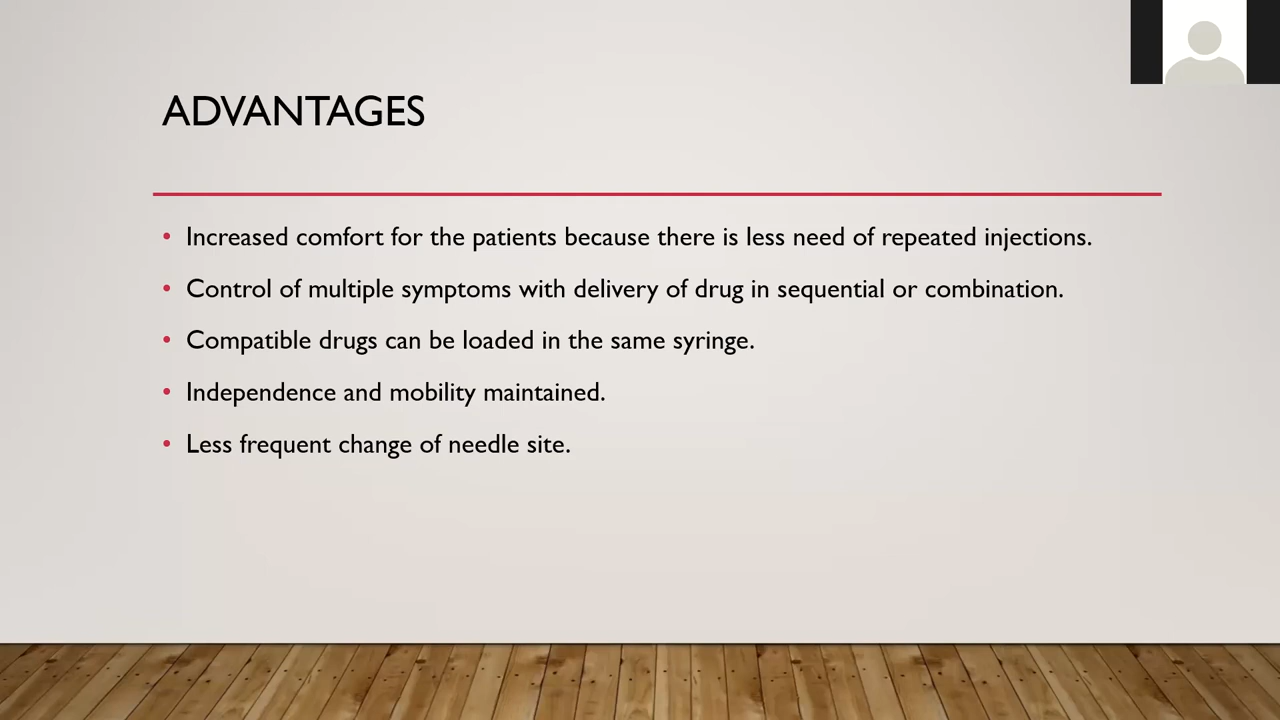 ADVANTAGES
• Increased comfort for the patients because there is less need of repeated injections.
• Control of multiple symptoms with delivery of drug in sequential or combination.
• Compatible drugs can be loaded in the same syringe.
• Independence and mobility maintained.
• Less frequent change of needle site.